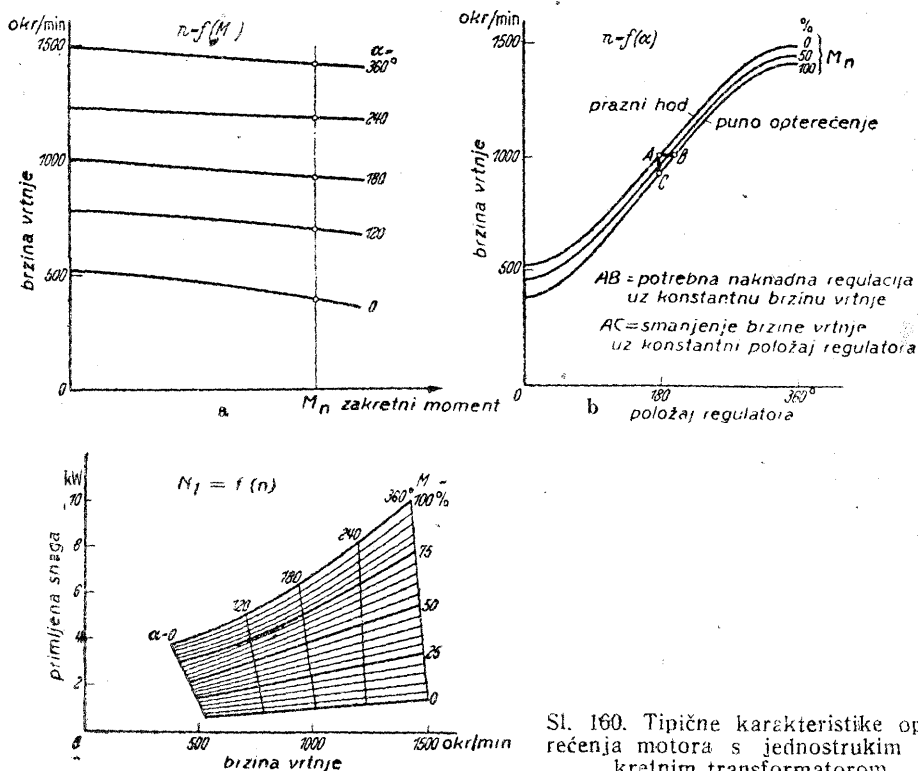 okr/min
1500
n-f(M)
α=
360°
240
1000
180
120
500
0
0
brzina vrtnje
a
Mn zakretni moment
okr/min
1500
n-f(α)
%
0
50
100
Mn
prazni hod
puno opterećenje
1000
A
B
C
brzina vrtnje
500
AB = potrebna naknadna regulacija
uz konstantnu brzinu vrtnje
AC=smanjenje brzine vrtnje
uz konstantni položaj regulatora
0
b
180
360°
položaj regulatora
kW
10
N1 = f (n)
8
6
4
2
primljena snaga
M -
360°
100%
240
75
180
120
50
α-0
25
0
500
1000
1500 okr/min
brzina vrtnje
Sl. 160. Tipične karakteristike op
rećenja motora s jednostrukim
kretnim transformatorom